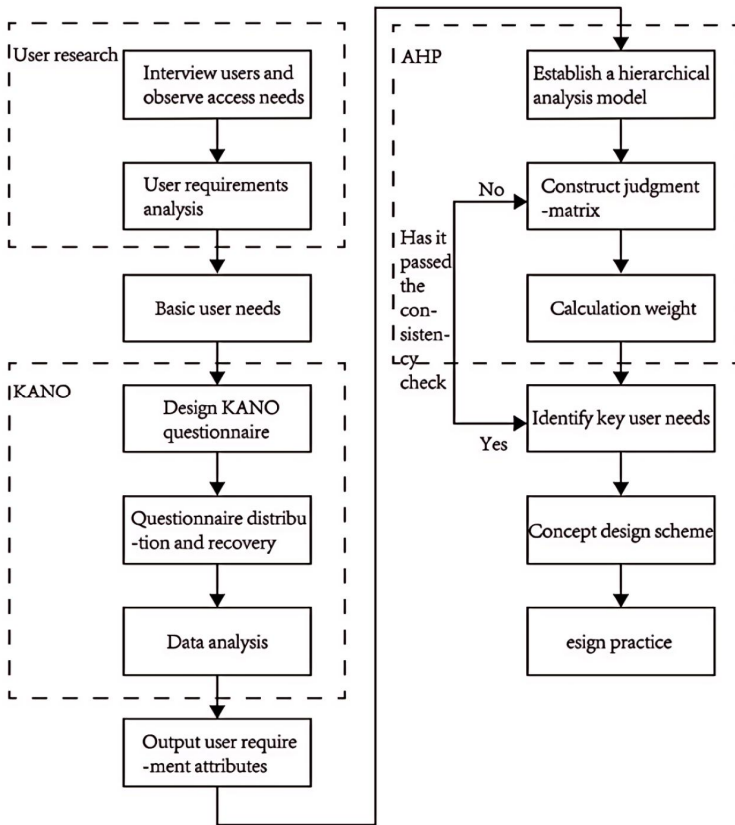 User research
Interview users and
observe access needs
User requirements
analysis
Basic user needs
KANO
Design KANO
questionnaire
Questionnaire distribu
-tion and recovery
Data analysis
Output user require
-ment attributes
AHP
Establish a hierarchical
analysis model
No
Construct judgment
-matrix
Has it
passed
the
con-
sisten-
cy
check
Calculation weight
Yes
Identify key user needs
Concept design scheme
esign practice